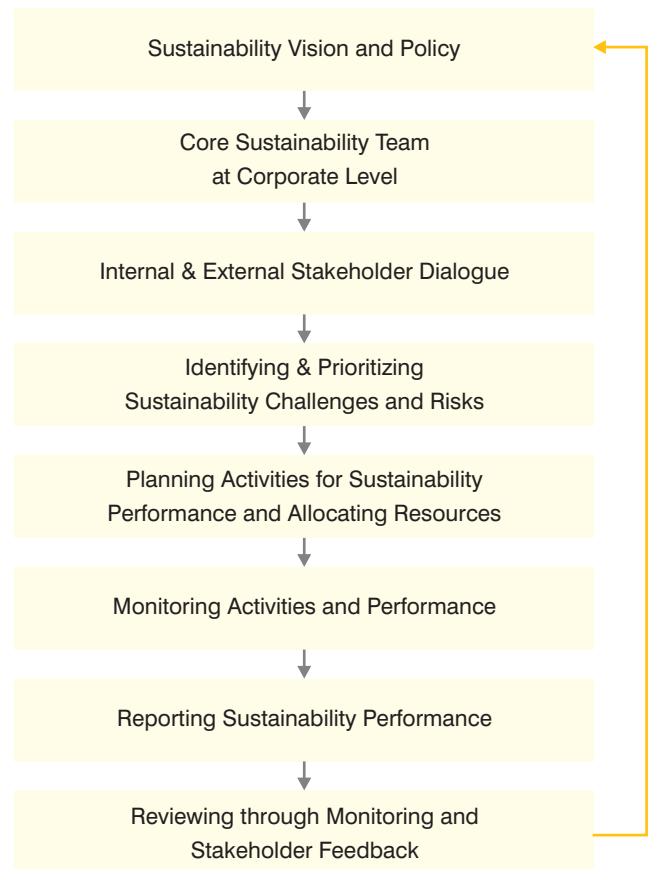 Sustainability Vision and Policy
Core Sustainability Team
at Corporate Level
Internal & External Stakeholder Dialogue
Identifying & Prioritizing
Sustainability Challenges and Risks
Planning Activities for Sustainability
Performance and Allocating Resources
Monitoring Activities and Performance
Reporting Sustainability Performance
Reviewing through Monitoring and
Stakeholder Feedback